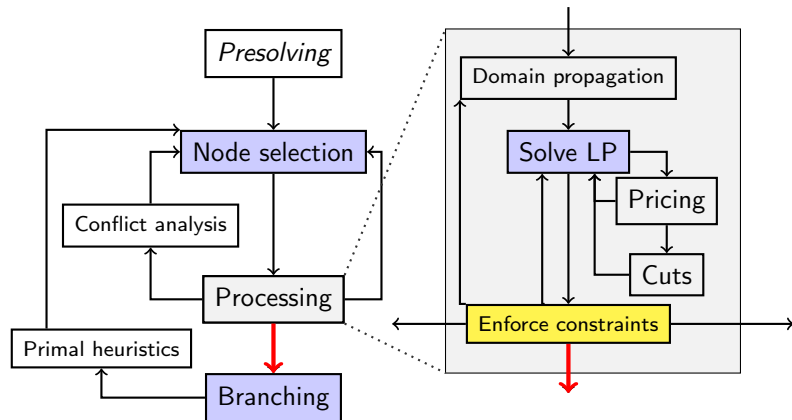 Presolving
Node selection
Conflict analysis
Processing
Primal heuristics
Branching
Domain propagation
Solve LP
Pricing
Cuts
Enforce constraints